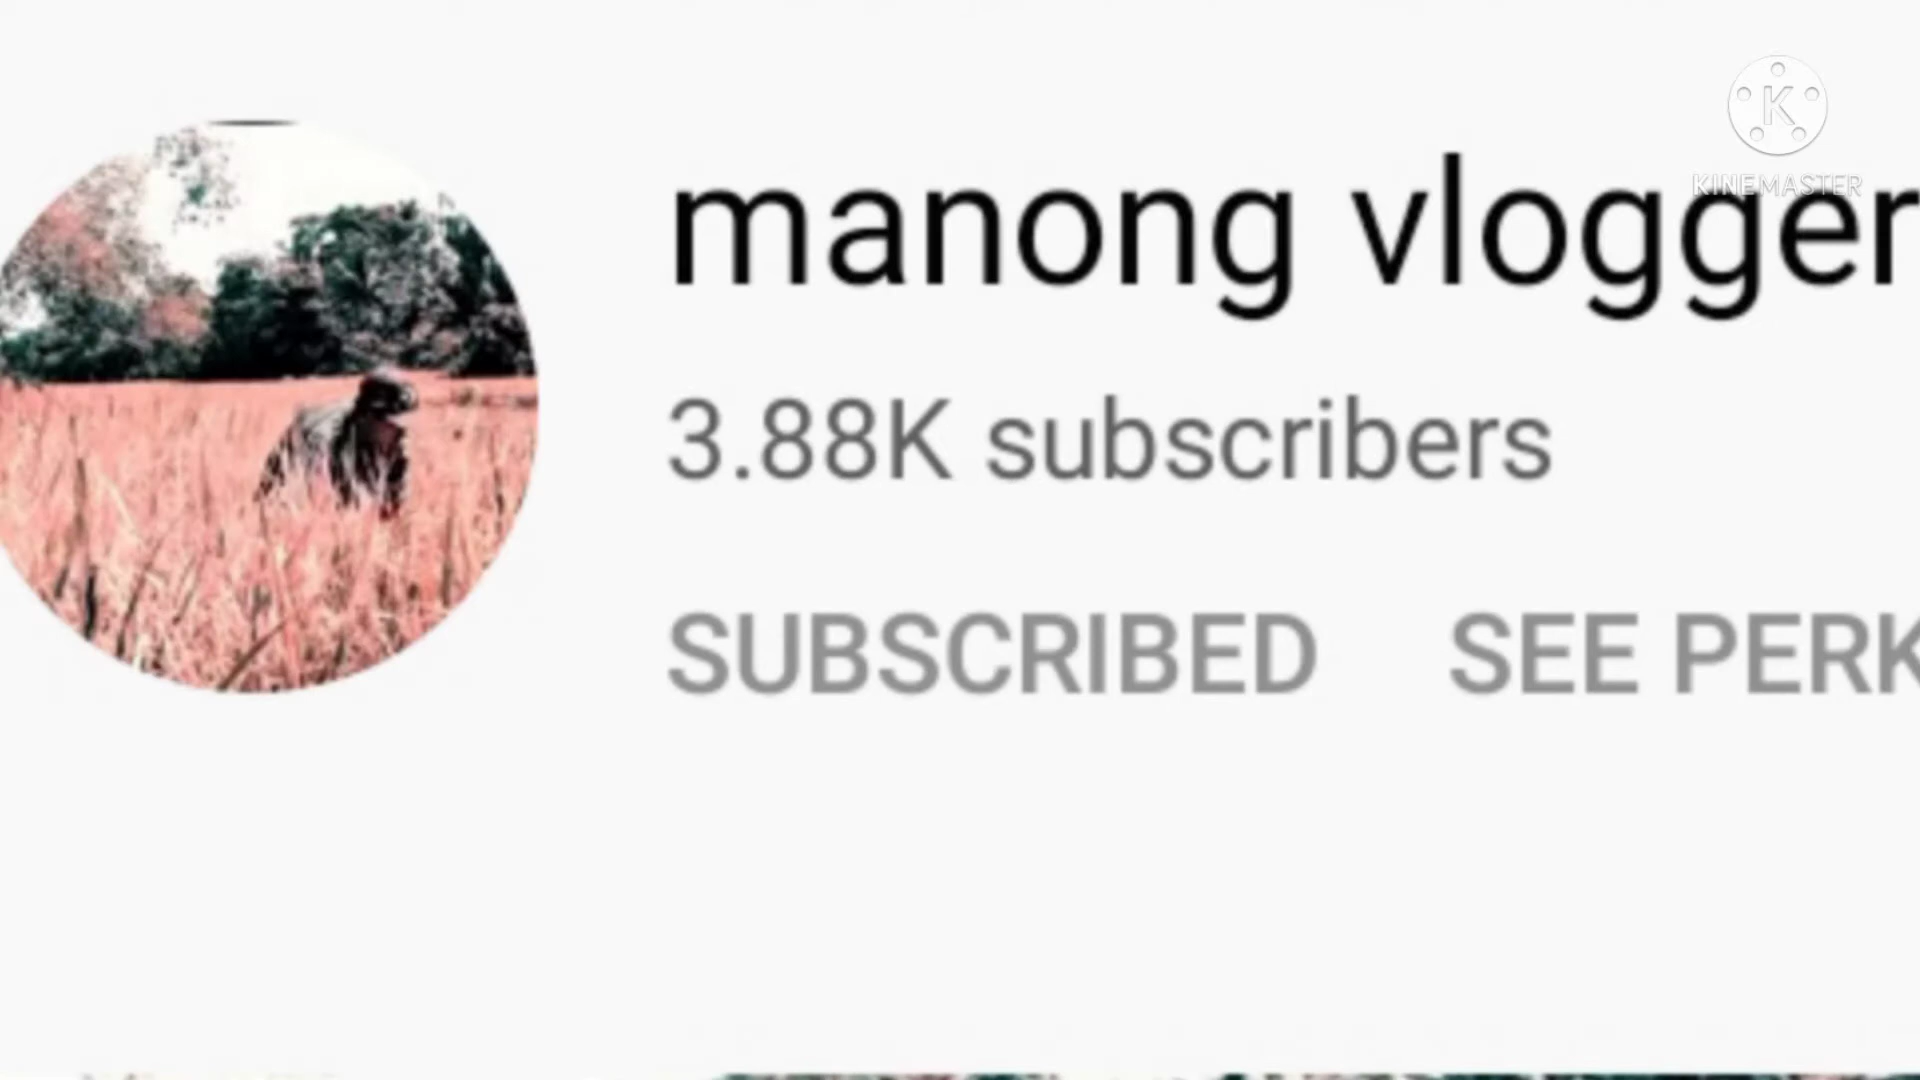 K
KINEMASTER
manong vlogger
3.88K subscribers
SUBSCRIBED SEE PERK